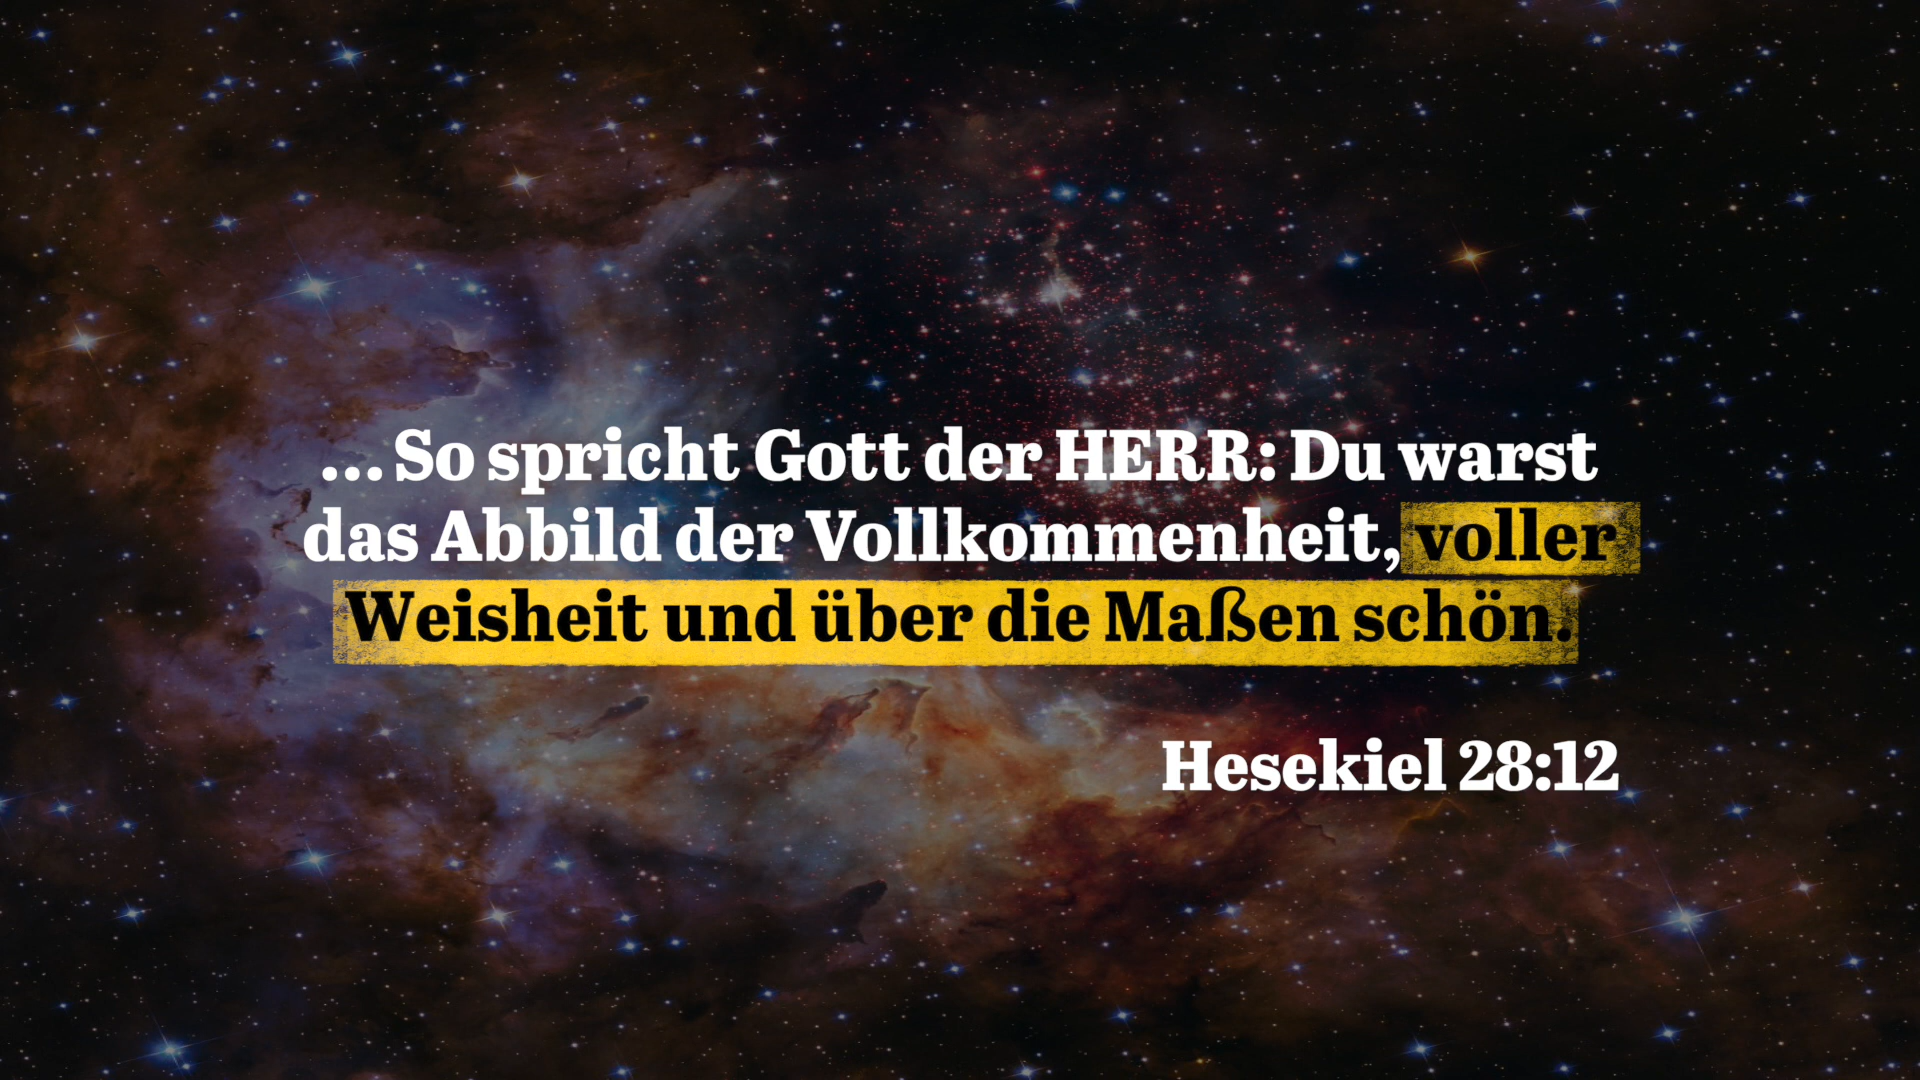 ... So spricht Gott der HERR: Du warst
das Abbild der Vollkommenheit, voller
Weisheit und über die Maßen schön.
Hesekiel 28:12